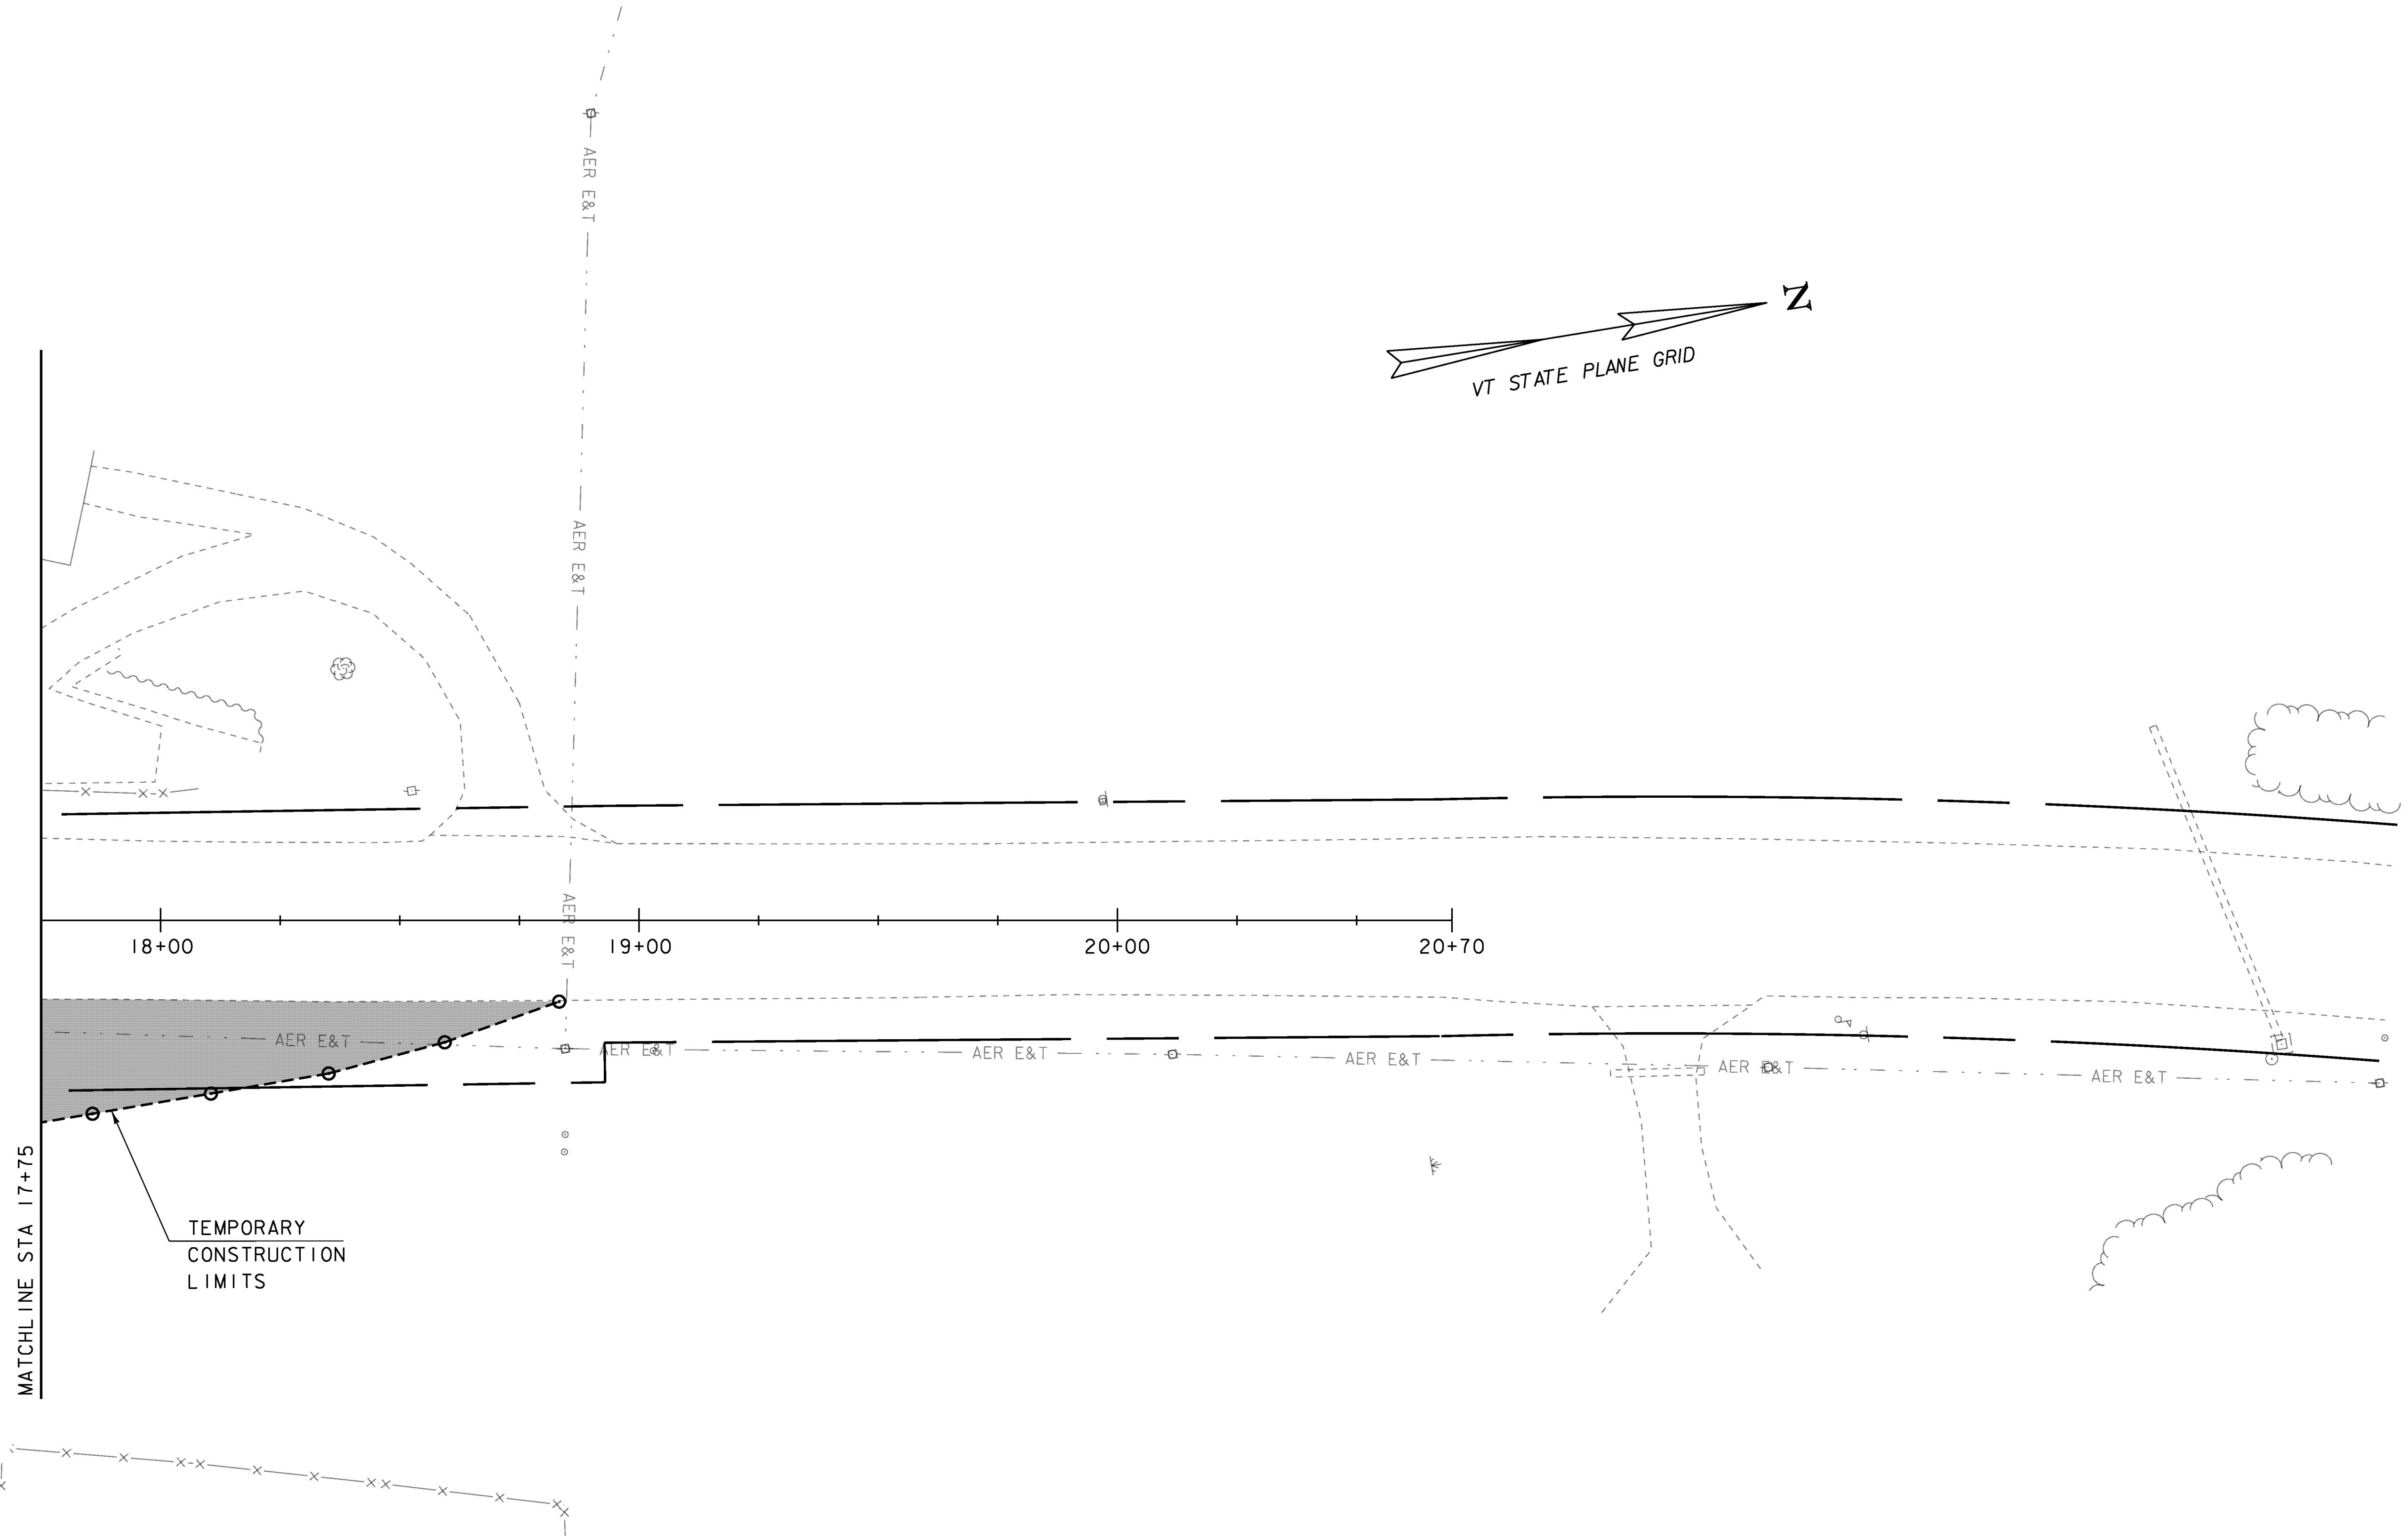 AER E&T
N
VT STATE PLANE GRID
AER E&T
AER E&T
18+00 19+00 20+00 20+70
AER E&T AER E&T AER E&T AER E&T AER E&T AER E&T
MATCHLINE STA 17+75
TEMPORARY
CONSTRUCTION
LIMITS